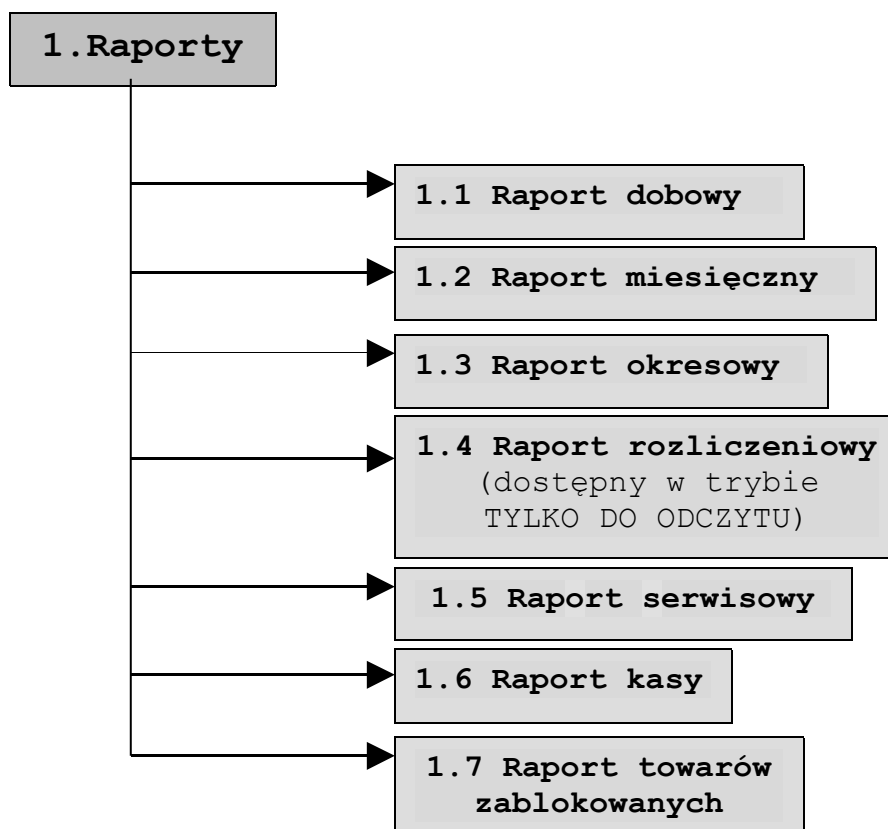 1.Raporty
1.1 Raport dobowy
1.2 Raport miesięczny
1.3 Raport okresowy
1.4 Raport rozliczeniowy
(dostępny w trybie
TYLKO DO ODCZYTU)
1.5 Raport serwisowy
1.6 Raport kasy
1.7 Raport towarów
zablokowanych